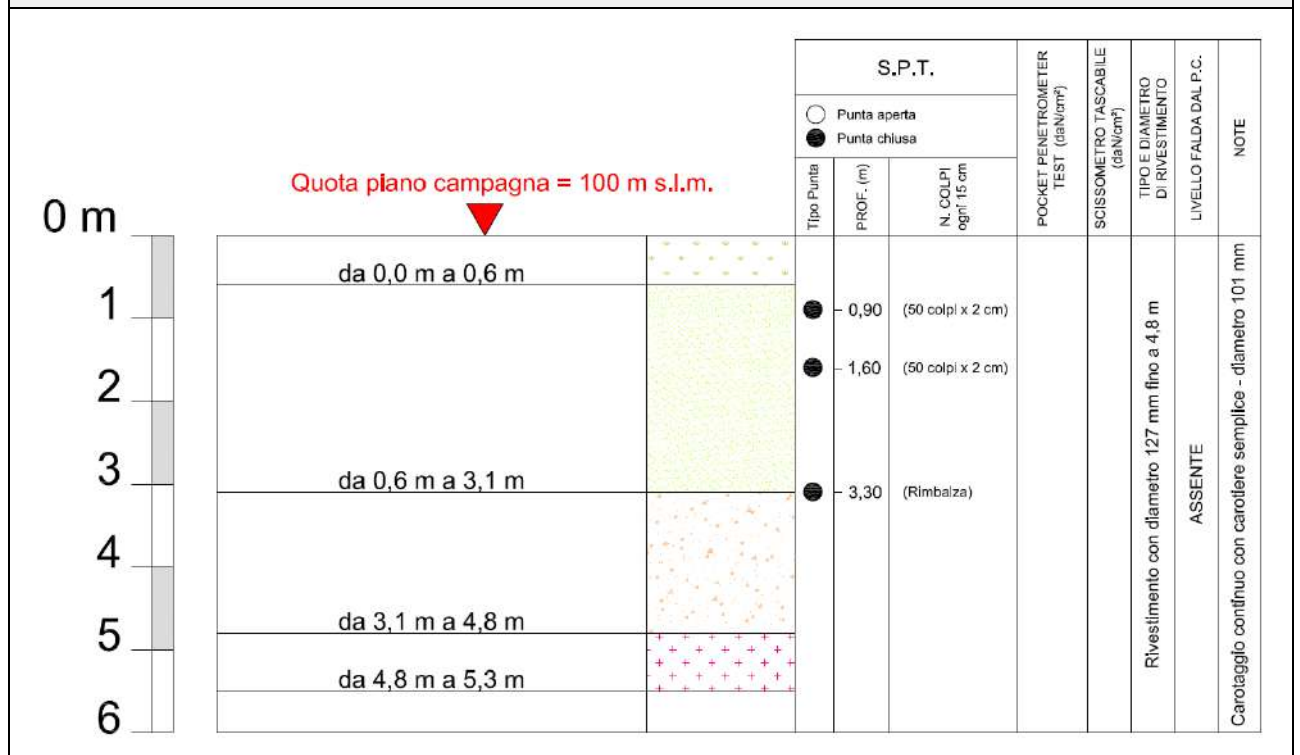 S.P.T.
Punta aperta
Punta chiusa
Tipo Punta
PROF. (m)
N. COLPI
ogni 15 cm
POCKET PENETROMETER
TEST (daN/cm²)
SCISSOMETRO TASCABILE
(daN/cm²)
TIPO E DIAMETRO
DI RIVESTIMENTO
LIVELLO FALDA DAL P.C.
NOTE
Quota piano campagna = 100 m s.l.m.
0 m
da 0,0 m a 0,6 m
1
0,90 (50 colpi x 2 cm)
1,60 (50 colpi x 2 cm)
2
3
da 0,6 m a 3,1 m
3,30 (Rimbalza)
4
da 3,1 m a 4,8 m
5
da 4,8 m a 5,3 m
6
Rivestimento con diametro 127 mm fino a 4,8 m
ASSENTE
Carotaggio continuo con carotiere semplice - diametro 101 mm